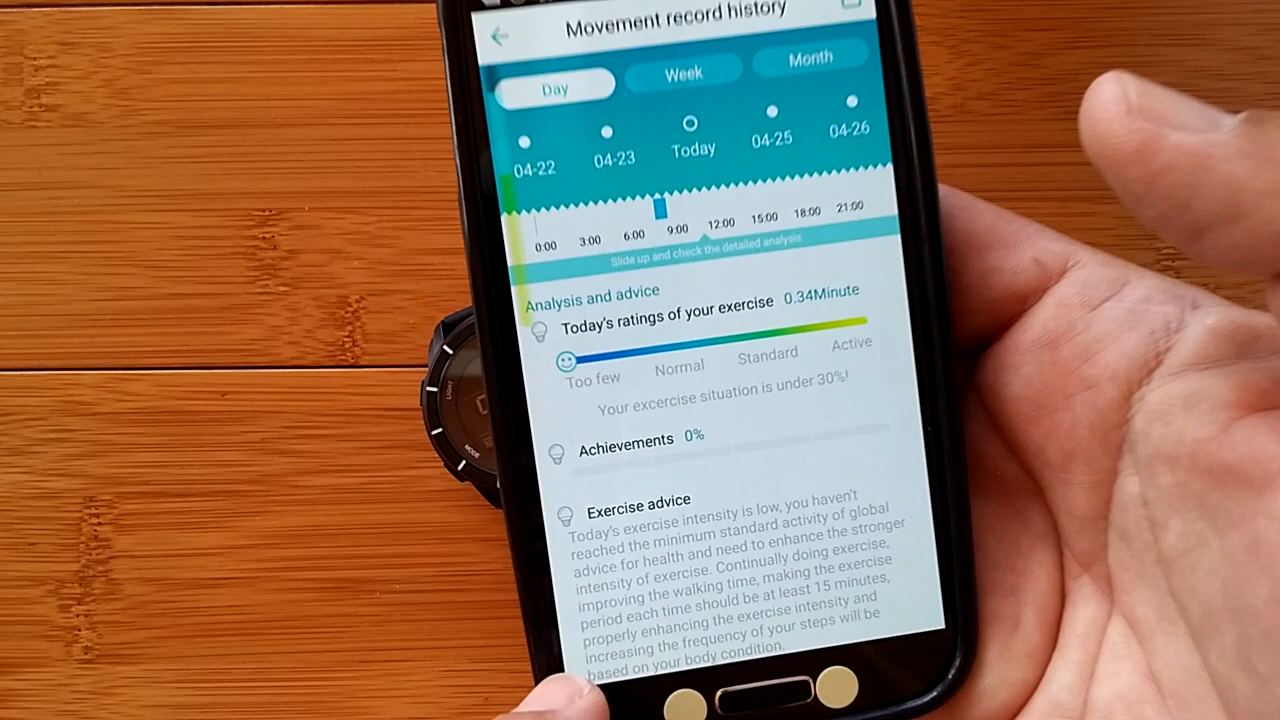 Movement record history
Day Week Month
04-22 04-23 Today 04-25 04-26
0:00 3:00 6:00 9:00 12:00 15:00 18:00 21:00
Slide up and check the detailed analysis
Analysis and advice
Today's ratings of your exercise 0.34Minute
Too few Normal Standard Active
Your excercise situation is under 30%!
Achievements 0%
Exercise advice
Today's exercise intensity is low, you haven't
reached the minimum standard activity of global
advice for health and need to enhance the stronger
intensity of exercise. Continually doing exercise,
improving the walking time, making the exercise
period each time should be at least 15 minutes,
properly enhancing the exercise intensity and
increasing the frequency of your steps will be
based on your body condition.
LIGHT
MODE